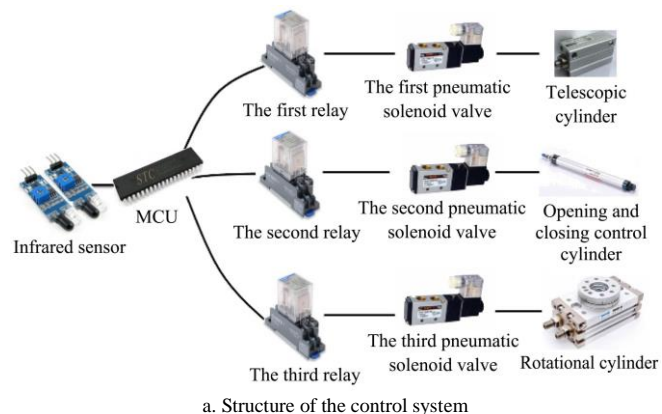 The first relay
The first pneumatic
solenoid valve
Telescopic
cylinder
STC
MCU
Infrared sensor
The second relay
The second pneumatic
solenoid valve
Opening and
closing control
cylinder
The third relay
The third pneumatic
solenoid valve
Rotational cylinder
a. Structure of the control system